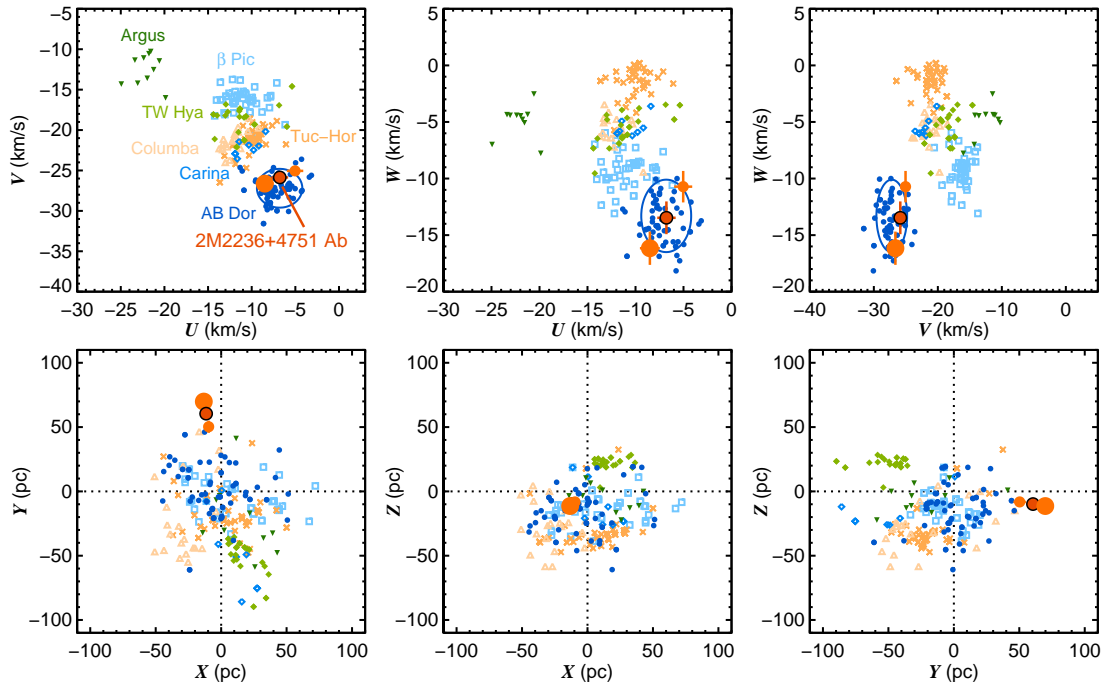 −5
−10
−15
−20
−25
−30
−35
−40
V (km/s)
−25 −20 −15 −10 −5 0
U (km/s)
Argus
β Pic
TW Hya
Tuc−Hor
Columba
Carina
AB Dor
2M2236+4751 Ab
5
0
−5
−10
−15
−20
W (km/s)
−30 −25 −20 −15 −10 −5 0
U (km/s)
5
0
−5
−10
−15
−20
W (km/s)
−40 −30 −20 −10 0
V (km/s)
100
50
0
−50
−100
Y (pc)
−100 −50 0 50 100
X (pc)
100
50
0
−50
−100
Z (pc)
−100 −50 0 50 100
X (pc)
100
50
0
−50
−100
Z (pc)
−100 −50 0 50 100
Y (pc)